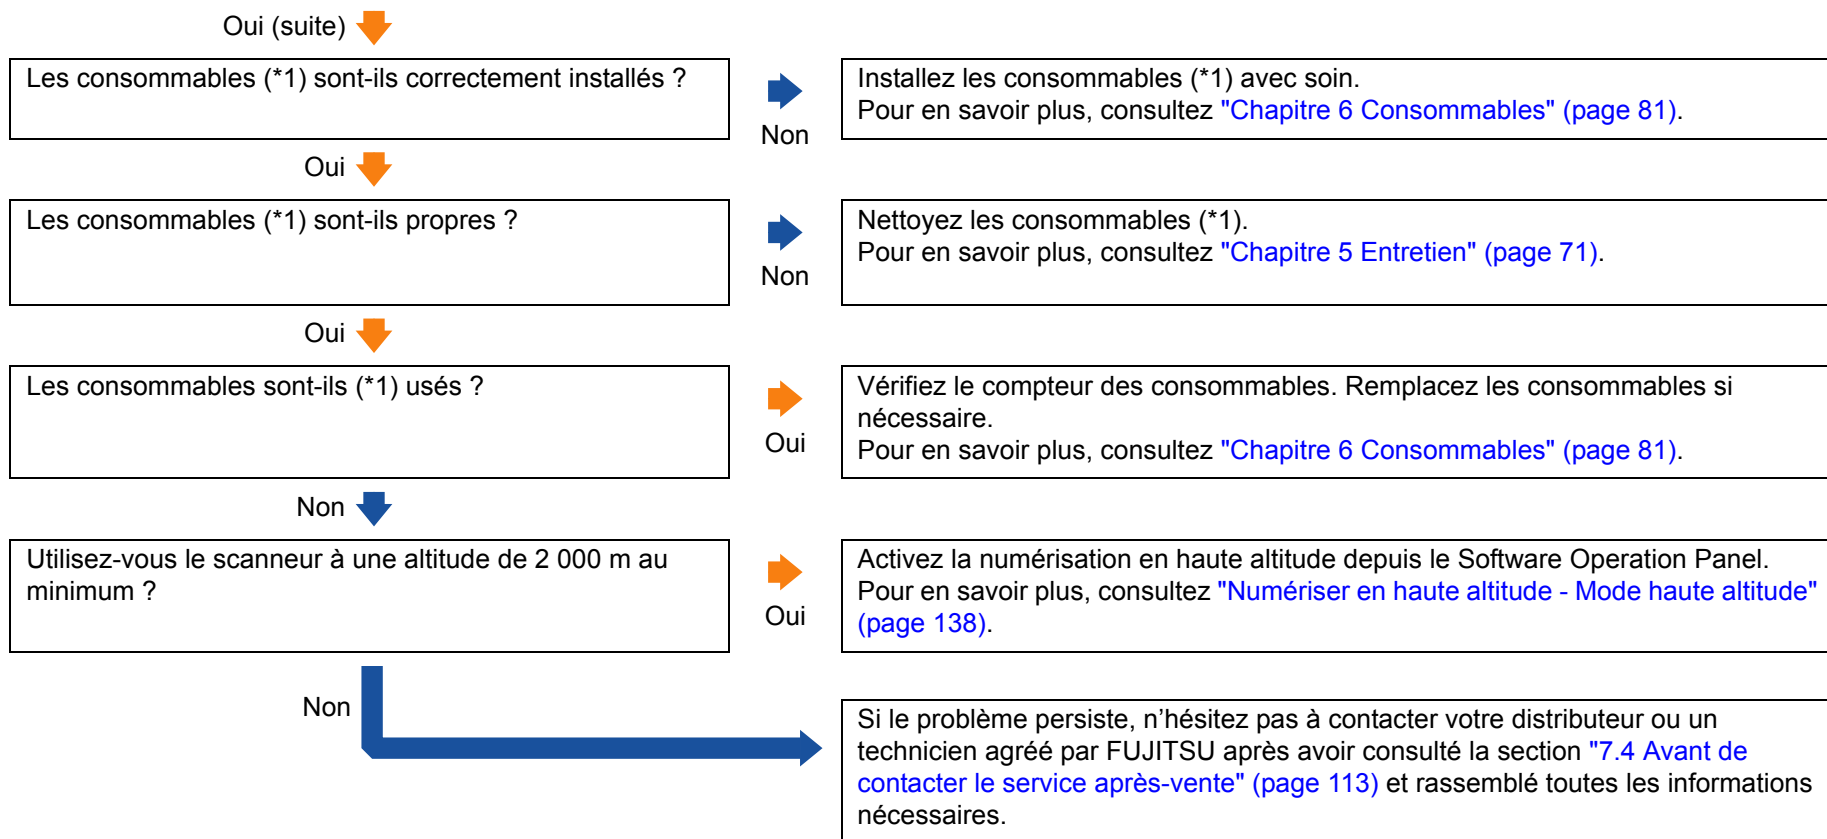 Oui (suite)
Les consommables (*1) sont-ils correctement installés ?
Non
Installez les consommables (*1) avec soin.
Pour en savoir plus, consultez "Chapitre 6 Consommables" (page 81).
Oui
Les consommables (*1) sont-ils propres ?
Non
Nettoyez les consommables (*1).
Pour en savoir plus, consultez "Chapitre 5 Entretien" (page 71).
Oui
Les consommables sont-ils (*1) usés ?
Oui
Vérifiez le compteur des consommables. Remplacez les consommables si
nécessaire.
Pour en savoir plus, consultez "Chapitre 6 Consommables" (page 81).
Non
Utilisez-vous le scanneur à une altitude de 2 000 m au
minimum ?
Oui
Activez la numérisation en haute altitude depuis le Software Operation Panel.
Pour en savoir plus, consultez "Numériser en haute altitude - Mode haute altitude"
(page 138).
Non
Si le problème persiste, n’hésitez pas à contacter votre distributeur ou un
technicien agréé par FUJITSU après avoir consulté la section "7.4 Avant de
contacter le service après-vente" (page 113) et rassemblé toutes les informations
nécessaires.